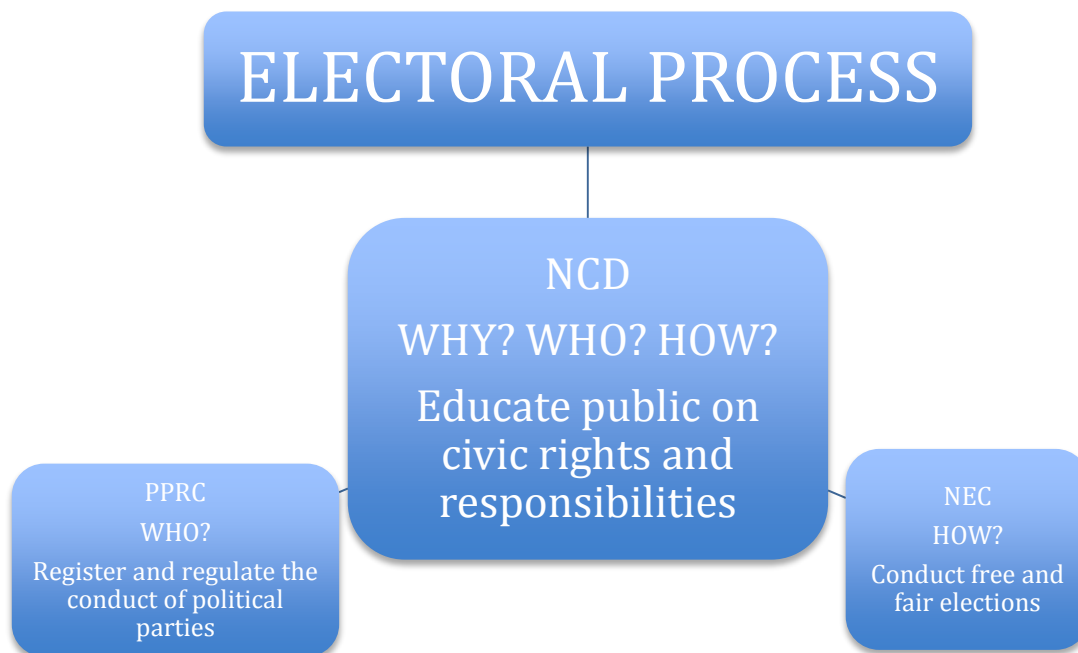 ELECTORAL PROCESS
NCD
WHY? WHO? HOW?
Educate public on
civic rights and
responsibilities
PPRC
WHO?
Register and regulate the
conduct of political
parties
NEC
HOW?
Conduct free and
fair elections